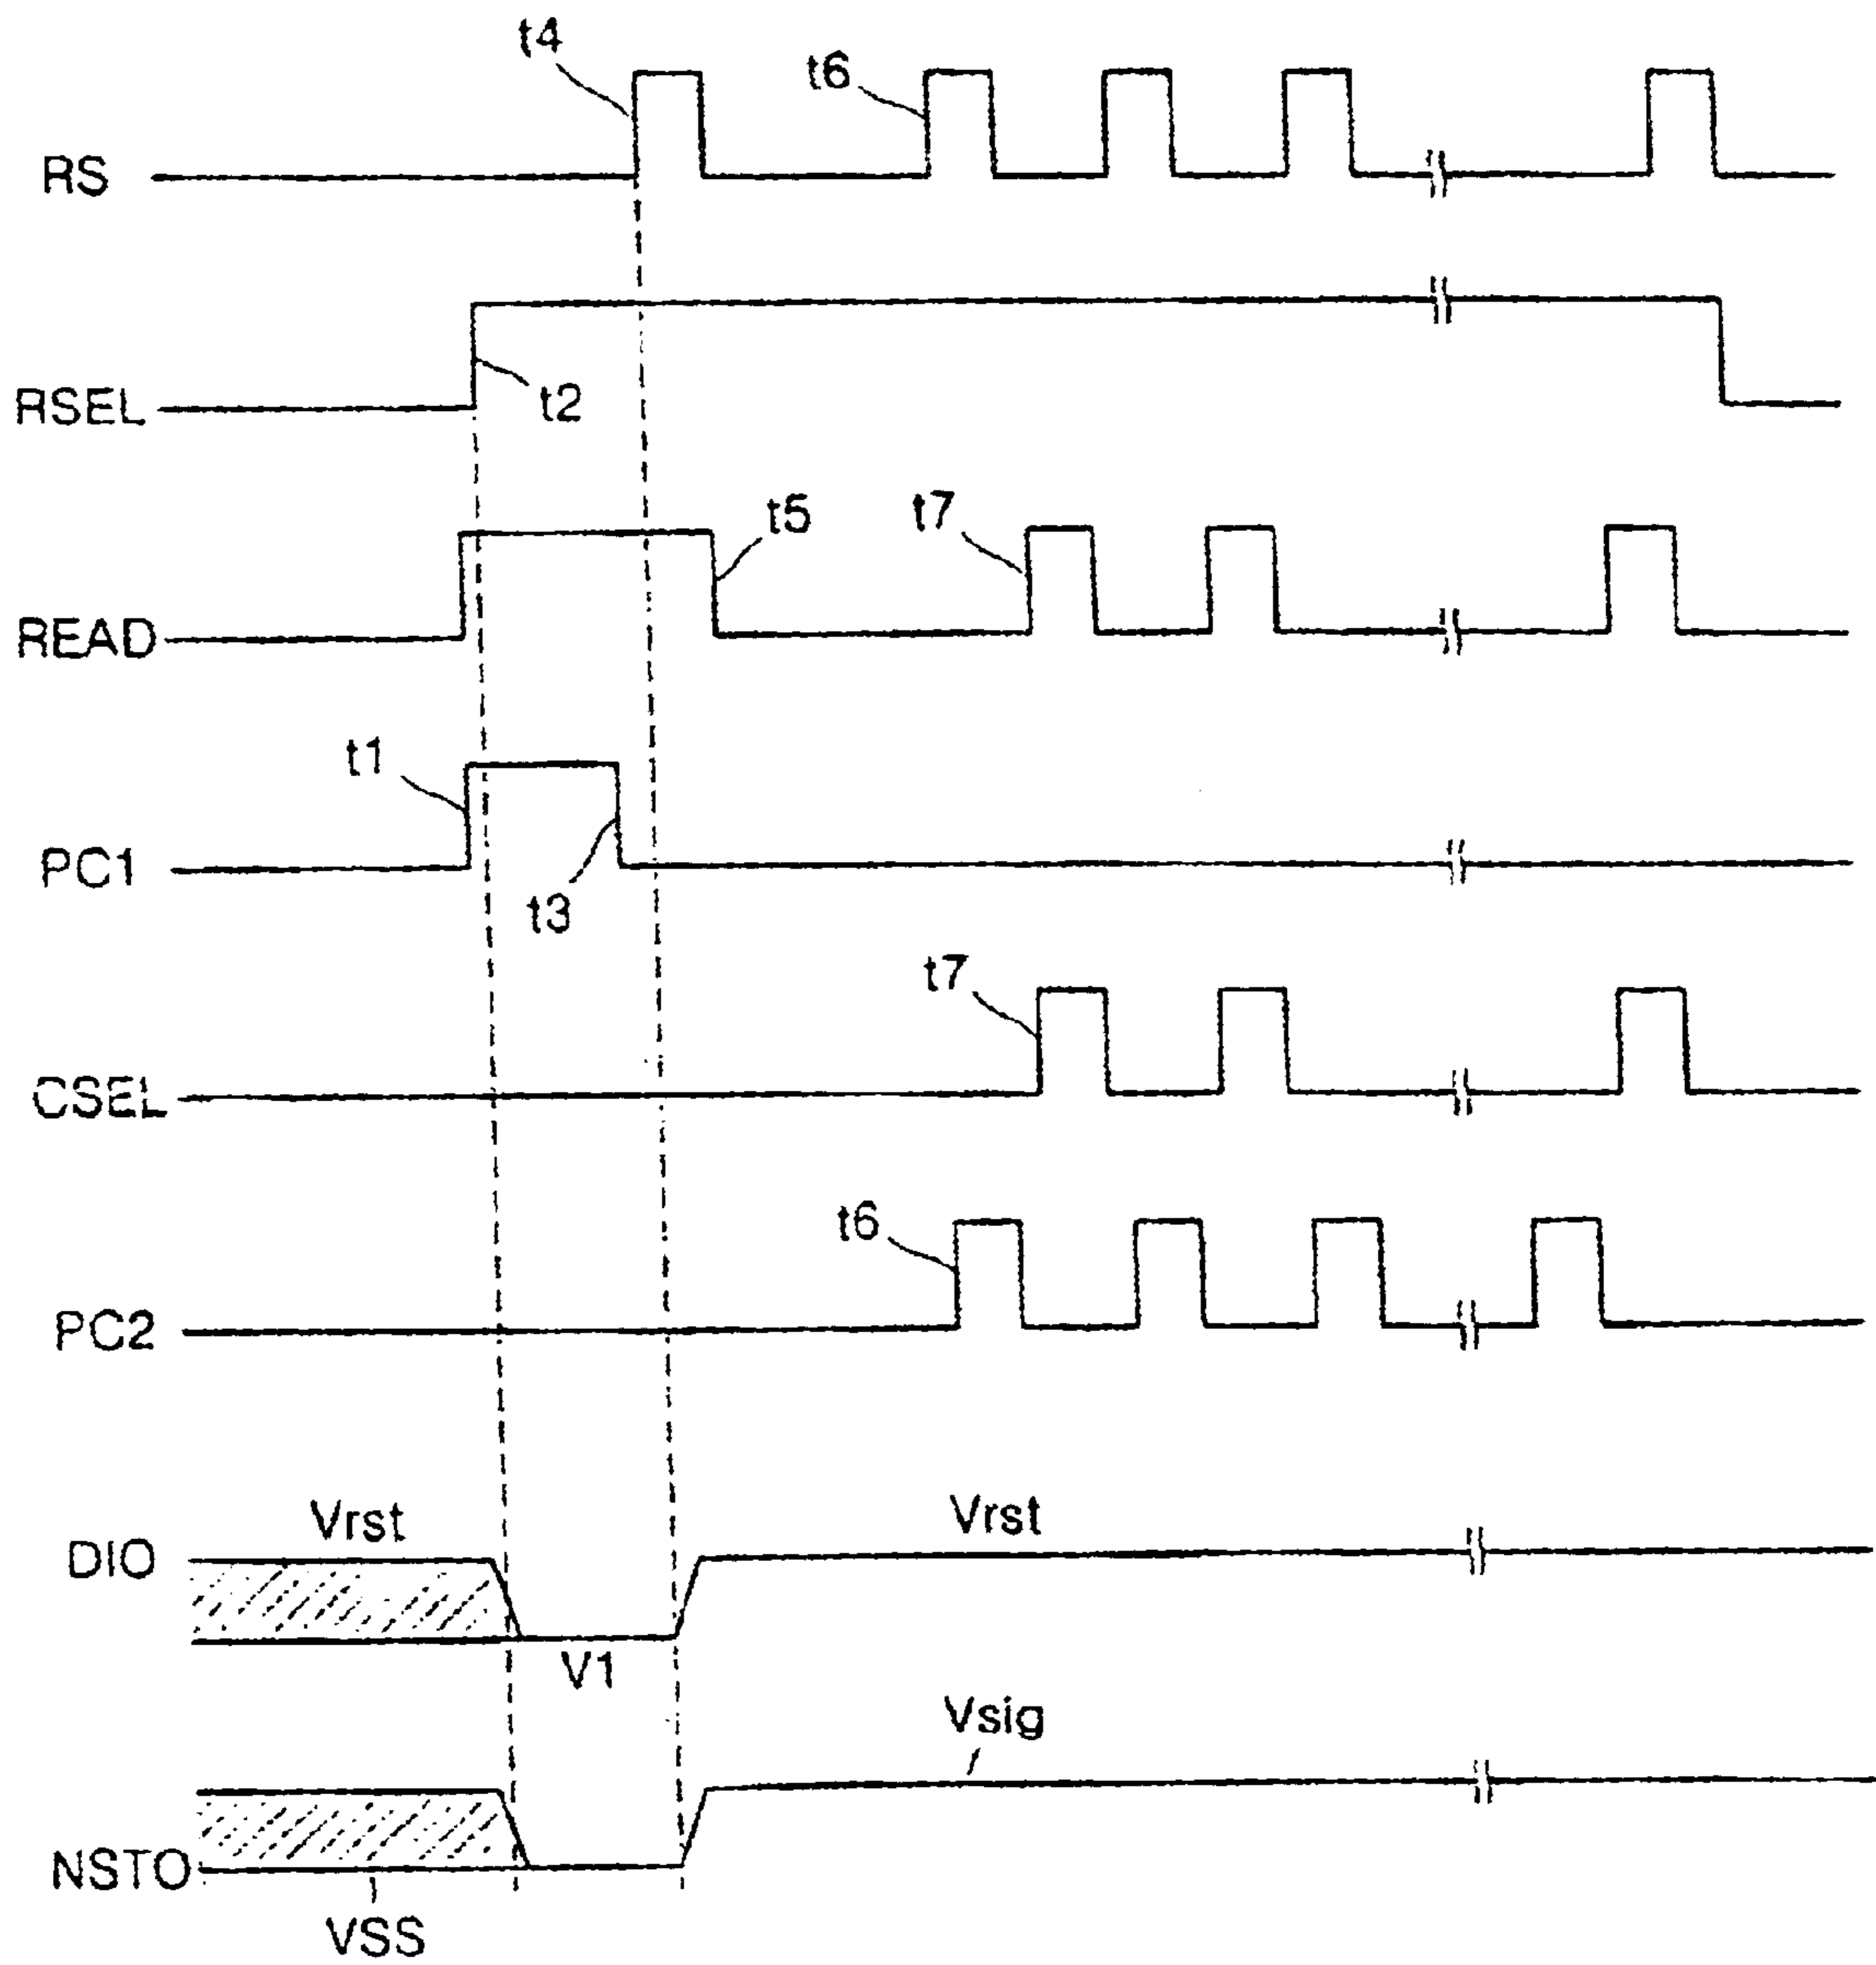 t4
t6
RS
RSEL
t2
t5
t7
READ
t1
PC1
t3
t7
CSEL
t6
PC2
Vrst
Vrst
DIO
V1
Vsig
NSTO
VSS